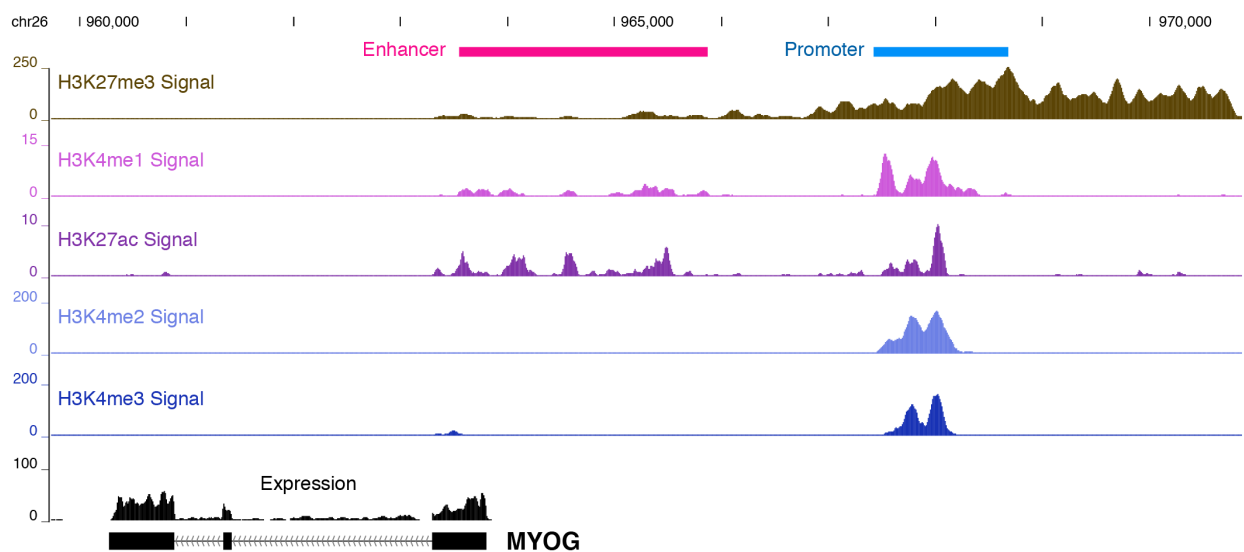 chr26 960,000 965,000 970,000
Enhancer Promoter
250
H3K27me3 Signal
0
15
H3K4me1 Signal
0
10
H3K27ac Signal
0
200
H3K4me2 Signal
0
200
H3K4me3 Signal
0
100
Expression
0
MYOG